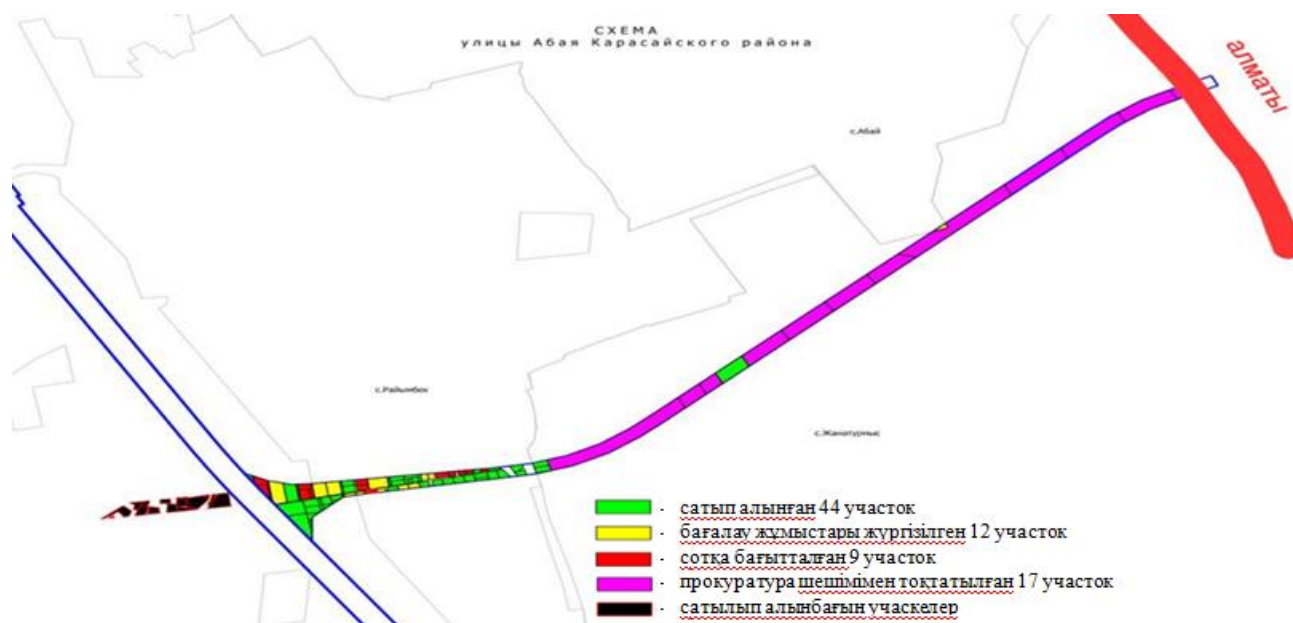 СХЕМА
улицы Абая Карасайского района
алматы
с.Абай
с.Райымбек
с.Жанатурмыс
- сатып алынған 44 участок
- бағалау жұмыстары жүргізілген 12 участок
- сотқа бағытталған 9 участок
- прокуратура шешімімен тоқтатылған 17 участок
- сатылып алынбағын учаскелер